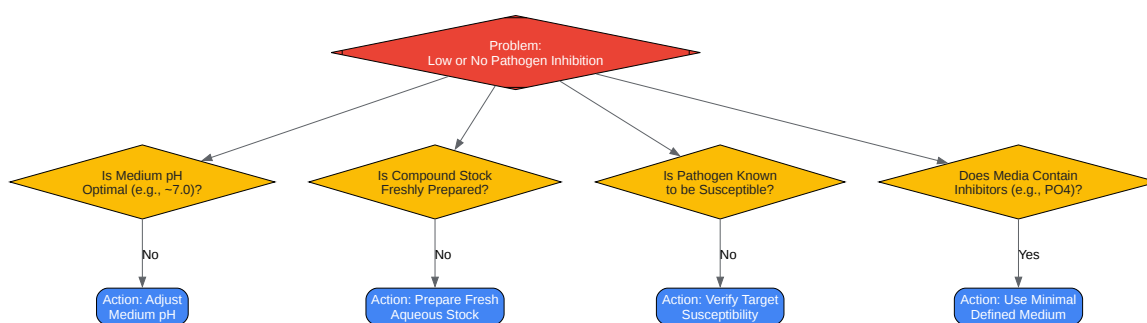 Problem:
Low or No Pathogen Inhibition
Is Medium pH
Optimal (e.g., ~7.0)?
Is Compound Stock
Freshly Prepared?
Is Pathogen Known
to be Susceptible?
Does Media Contain
Inhibitors (e.g., PO4)?
No
No
No
Yes
Action: Adjust
Medium pH
Action: Prepare Fresh
Aqueous Stock
Action: Verify Target
Susceptibility
Action: Use Minimal
Defined Medium